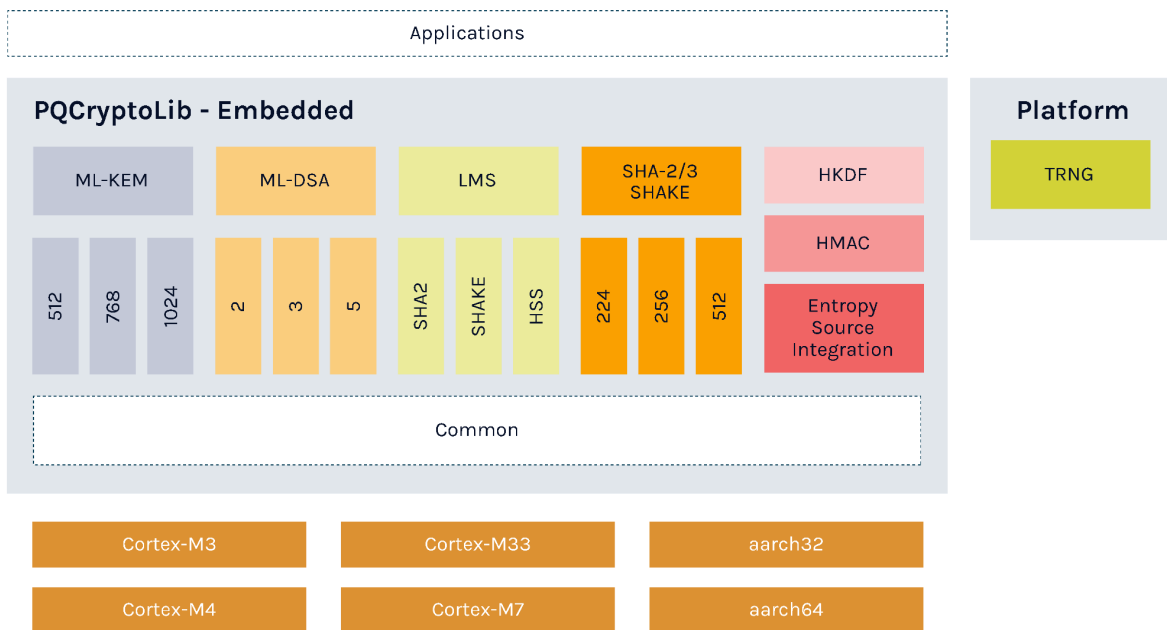 Applications
PQCryptoLib - Embedded
Platform
ML-KEM
ML-DSA
LMS
SHA-2/3
SHAKE
HKDF
TRNG
HMAC
512
768
1024
2
3
5
SHA2
SHAKE
HSS
224
256
512
Entropy
Source
Integration
Common
Cortex-M3
Cortex-M33
aarch32
Cortex-M4
Cortex-M7
aarch64